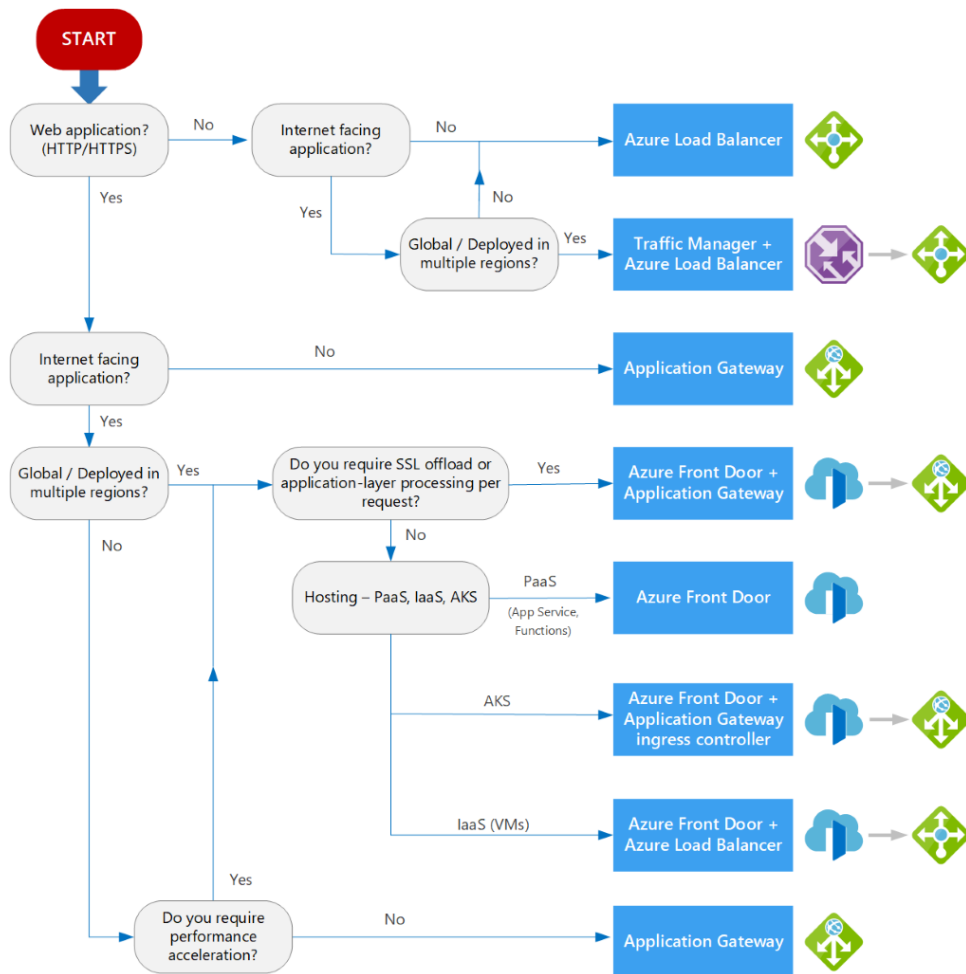 START
Web application?
(HTTP/HTTPS)
No
Internet facing
application?
No
Azure Load Balancer
Yes
Yes
No
Global / Deployed in
multiple regions?
Yes
Traffic Manager +
Azure Load Balancer
Internet facing
application?
No
Application Gateway
Yes
Global / Deployed in
multiple regions?
Yes
Do you require SSL offload or
application-layer processing per
request?
Yes
Azure Front Door +
Application Gateway
No
No
Hosting – PaaS, IaaS, AKS
PaaS
(App Service,
Functions)
Azure Front Door
AKS
Azure Front Door +
Application Gateway
ingress controller
IaaS (VMs)
Azure Front Door +
Azure Load Balancer
Yes
Do you require
performance
acceleration?
No
Application Gateway